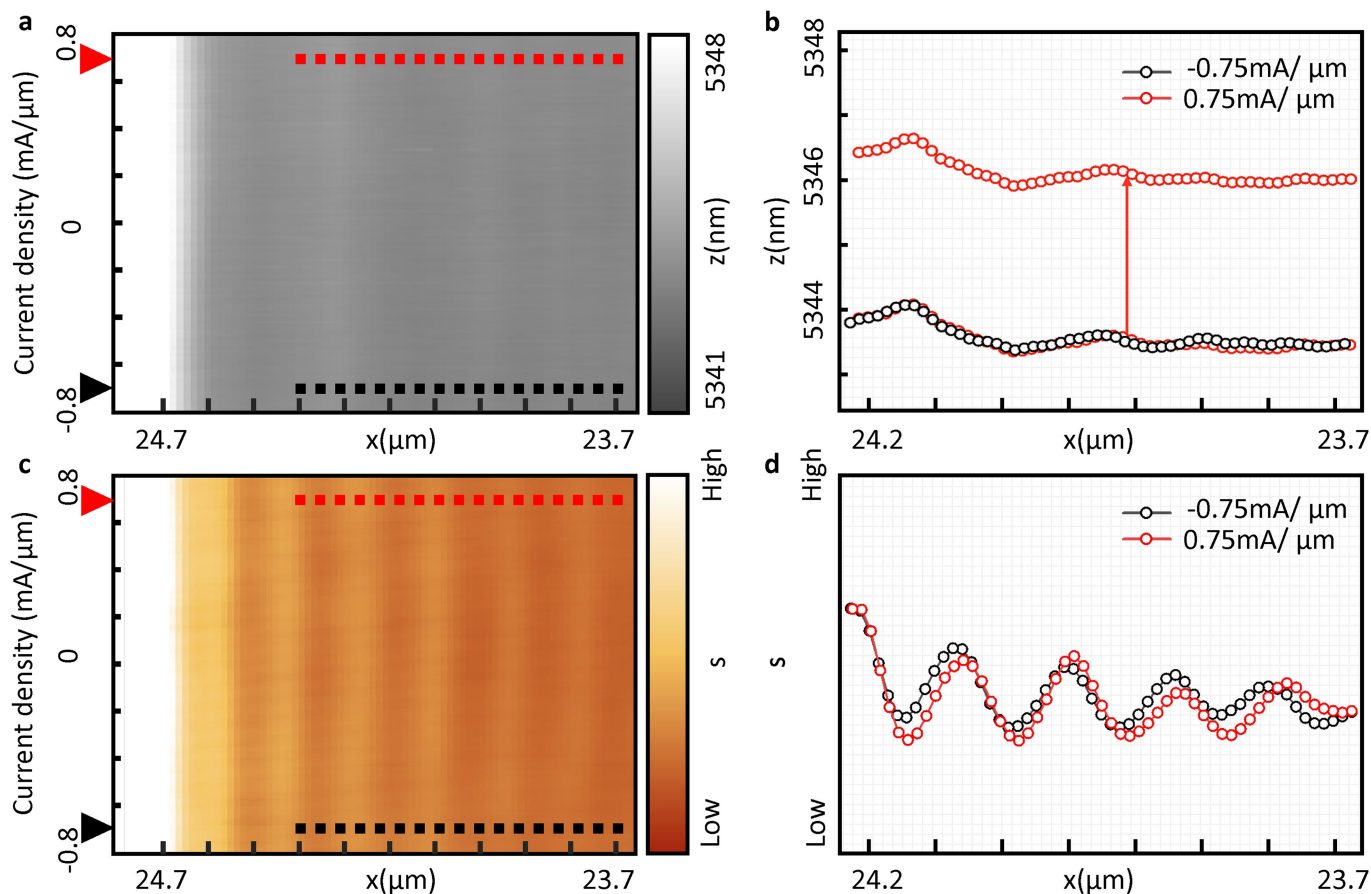 a
Current density (mA/μm)
0.8
0
-0.8
24.7
x(μm)
23.7
5348
z(nm)
5341
b
z(nm)
5348
5346
5344
-0.75mA/ μm
0.75mA/ μm
24.2
x(μm)
23.7
c
Current density (mA/μm)
0.8
0
-0.8
24.7
x(μm)
23.7
High
s
Low
d
s
High
Low
-0.75mA/ μm
0.75mA/ μm
24.2
x(μm)
23.7